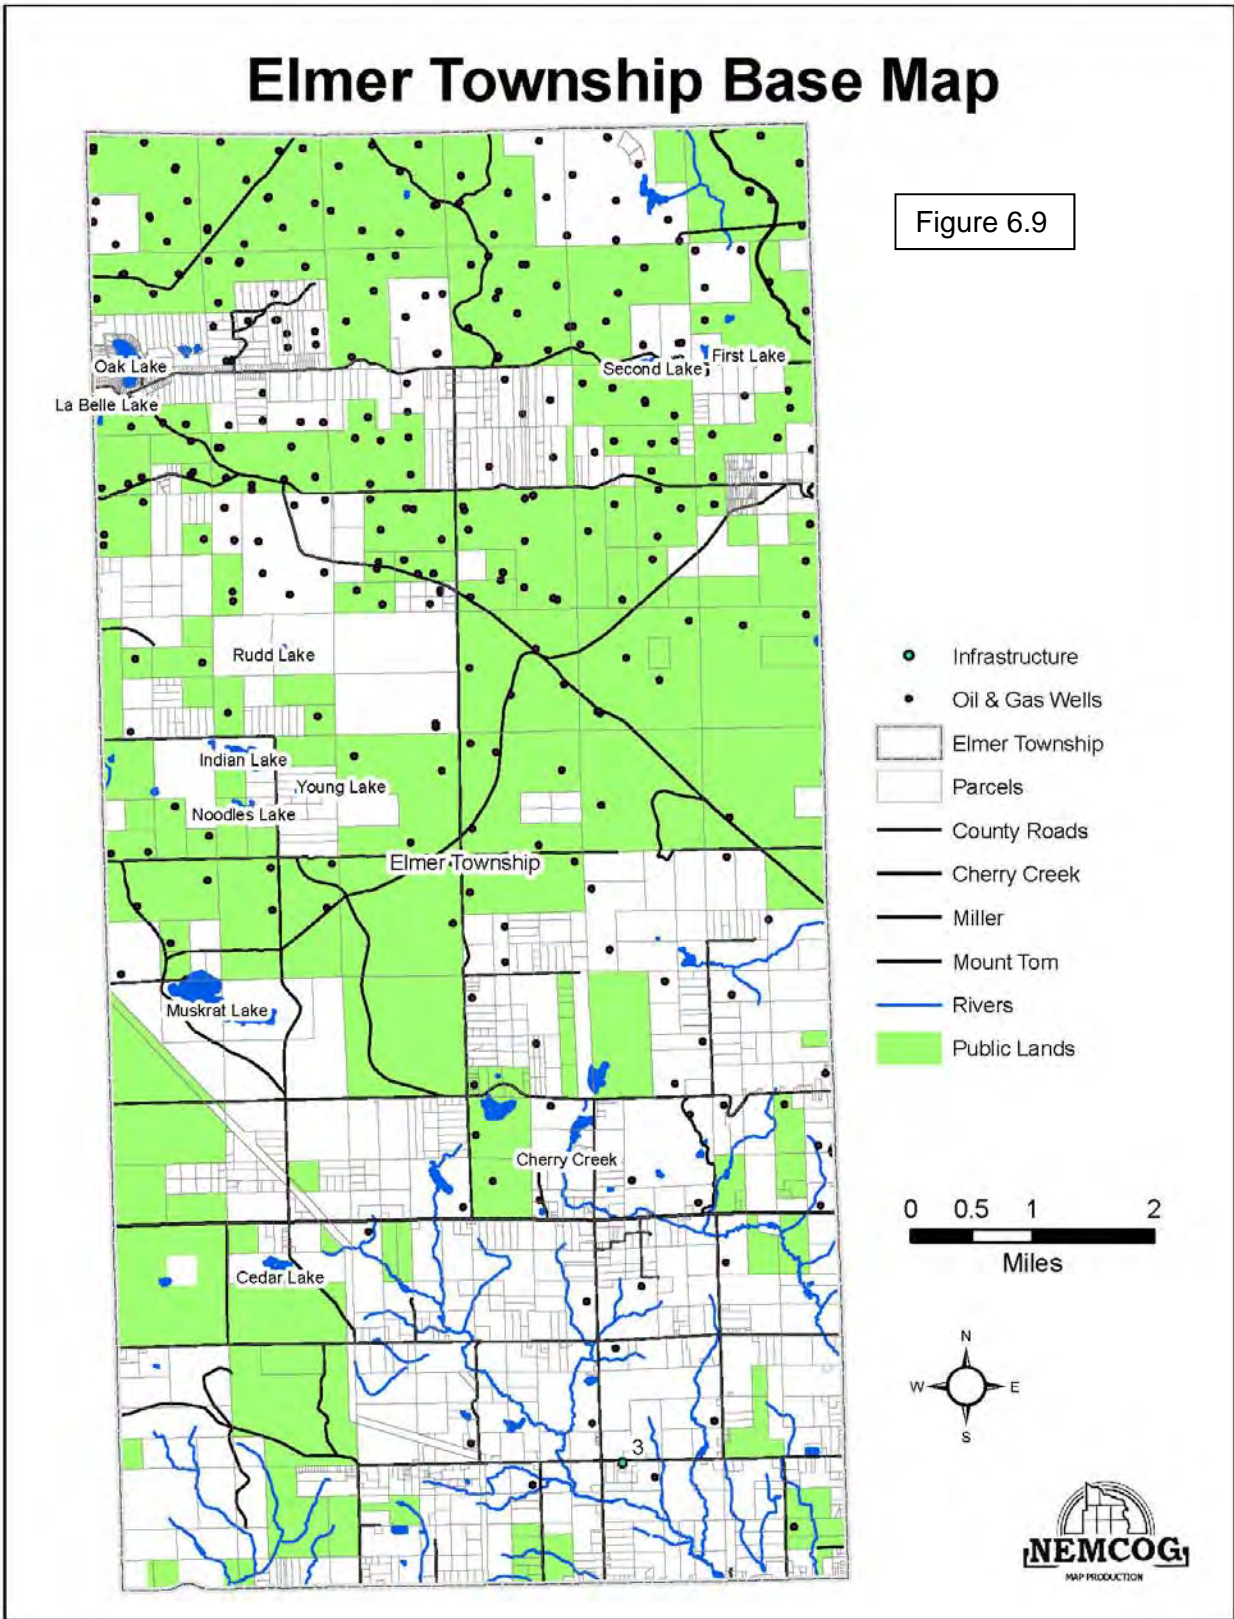 Elmer Township Base Map
Figure 6.9
Oak Lake
La Belle Lake
Second Lake
First Lake
Rudd Lake
Indian Lake
Young Lake
Noodles Lake
Elmer Township
Muskrat Lake
Cherry Creek
Cedar Lake
3
Infrastructure
Oil & Gas Wells
Elmer Township
Parcels
County Roads
Cherry Creek
Miller
Mount Tom
Rivers
Public Lands
0 0.5 1 2
Miles
N
W E
S
NEMCOG
MAP PRODUCTION